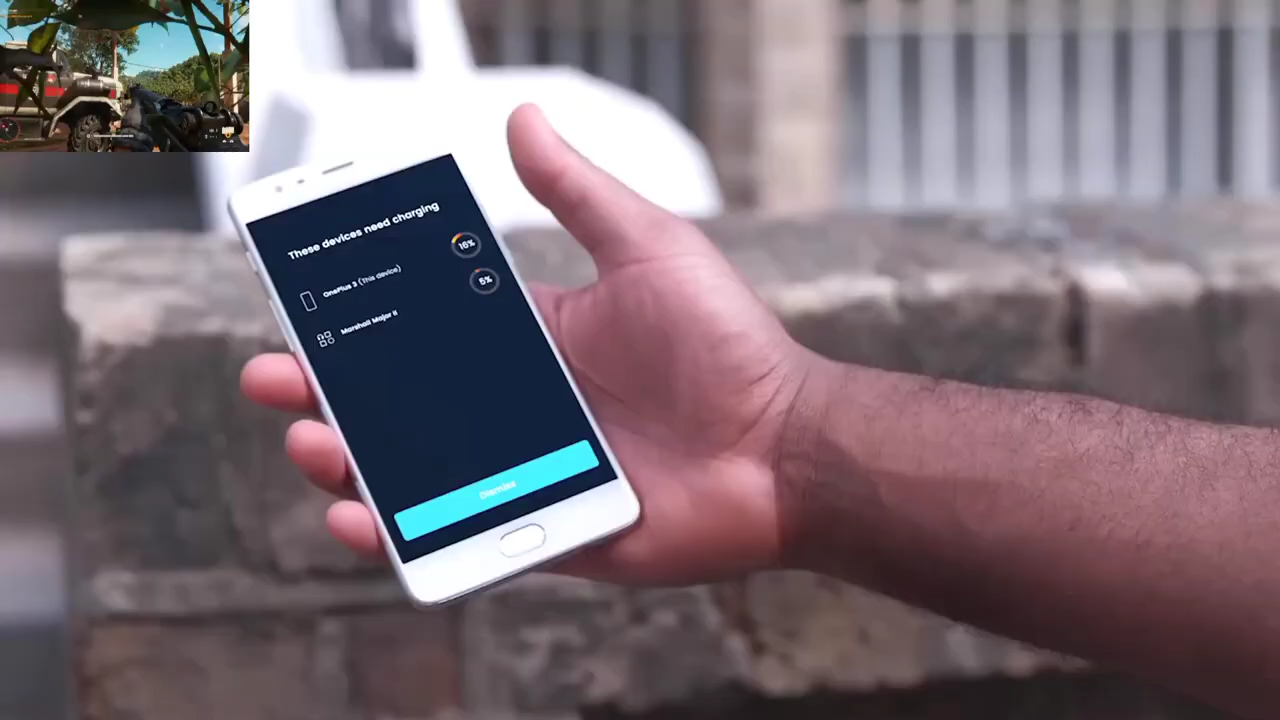 These devices need charging
16%
OnePlus 3 (This device)
5%
Marshall Major II
Dismiss